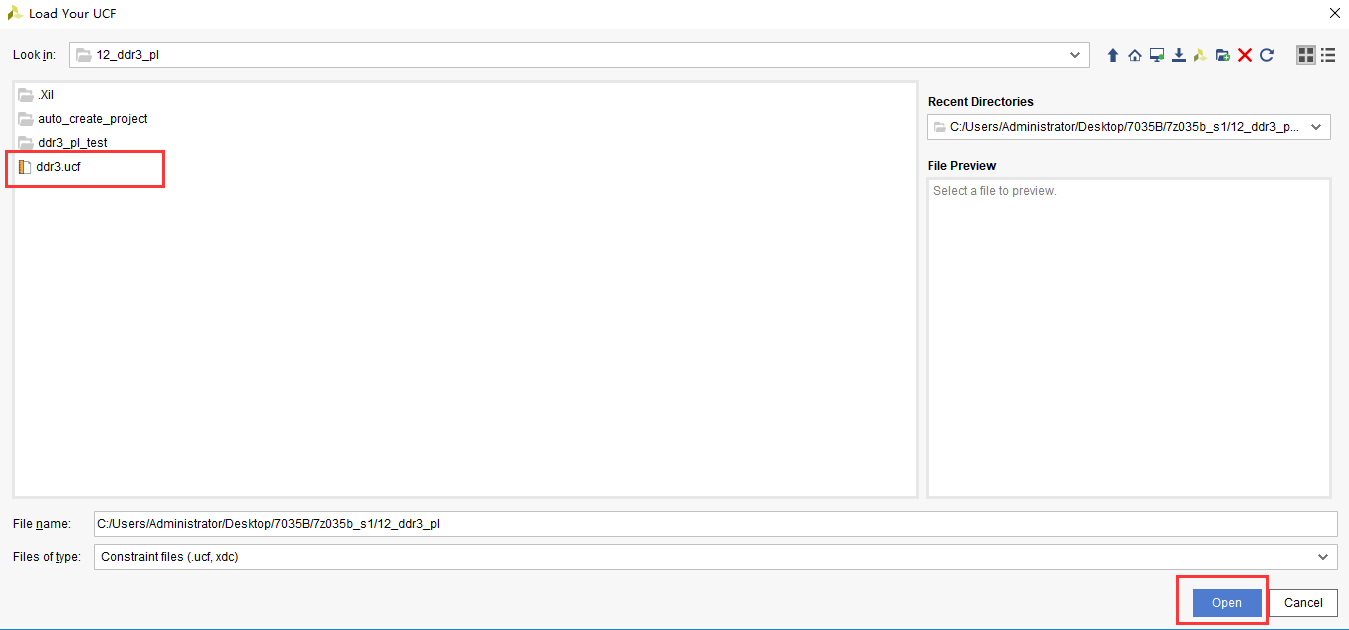 Load Your UCF
Look in: 12_ddr3_pl
.Xil
auto_create_project
ddr3_pl_test
ddr3.ucf
Recent Directories
C:/Users/Administrator/Desktop/7035B/7z035b_s1/12_ddr3_p...
File Preview
Select a file to preview.
File name: C:/Users/Administrator/Desktop/7035B/7z035b_s1/12_ddr3_pl
Files of type: Constraint files (.ucf, xdc)
Open Cancel